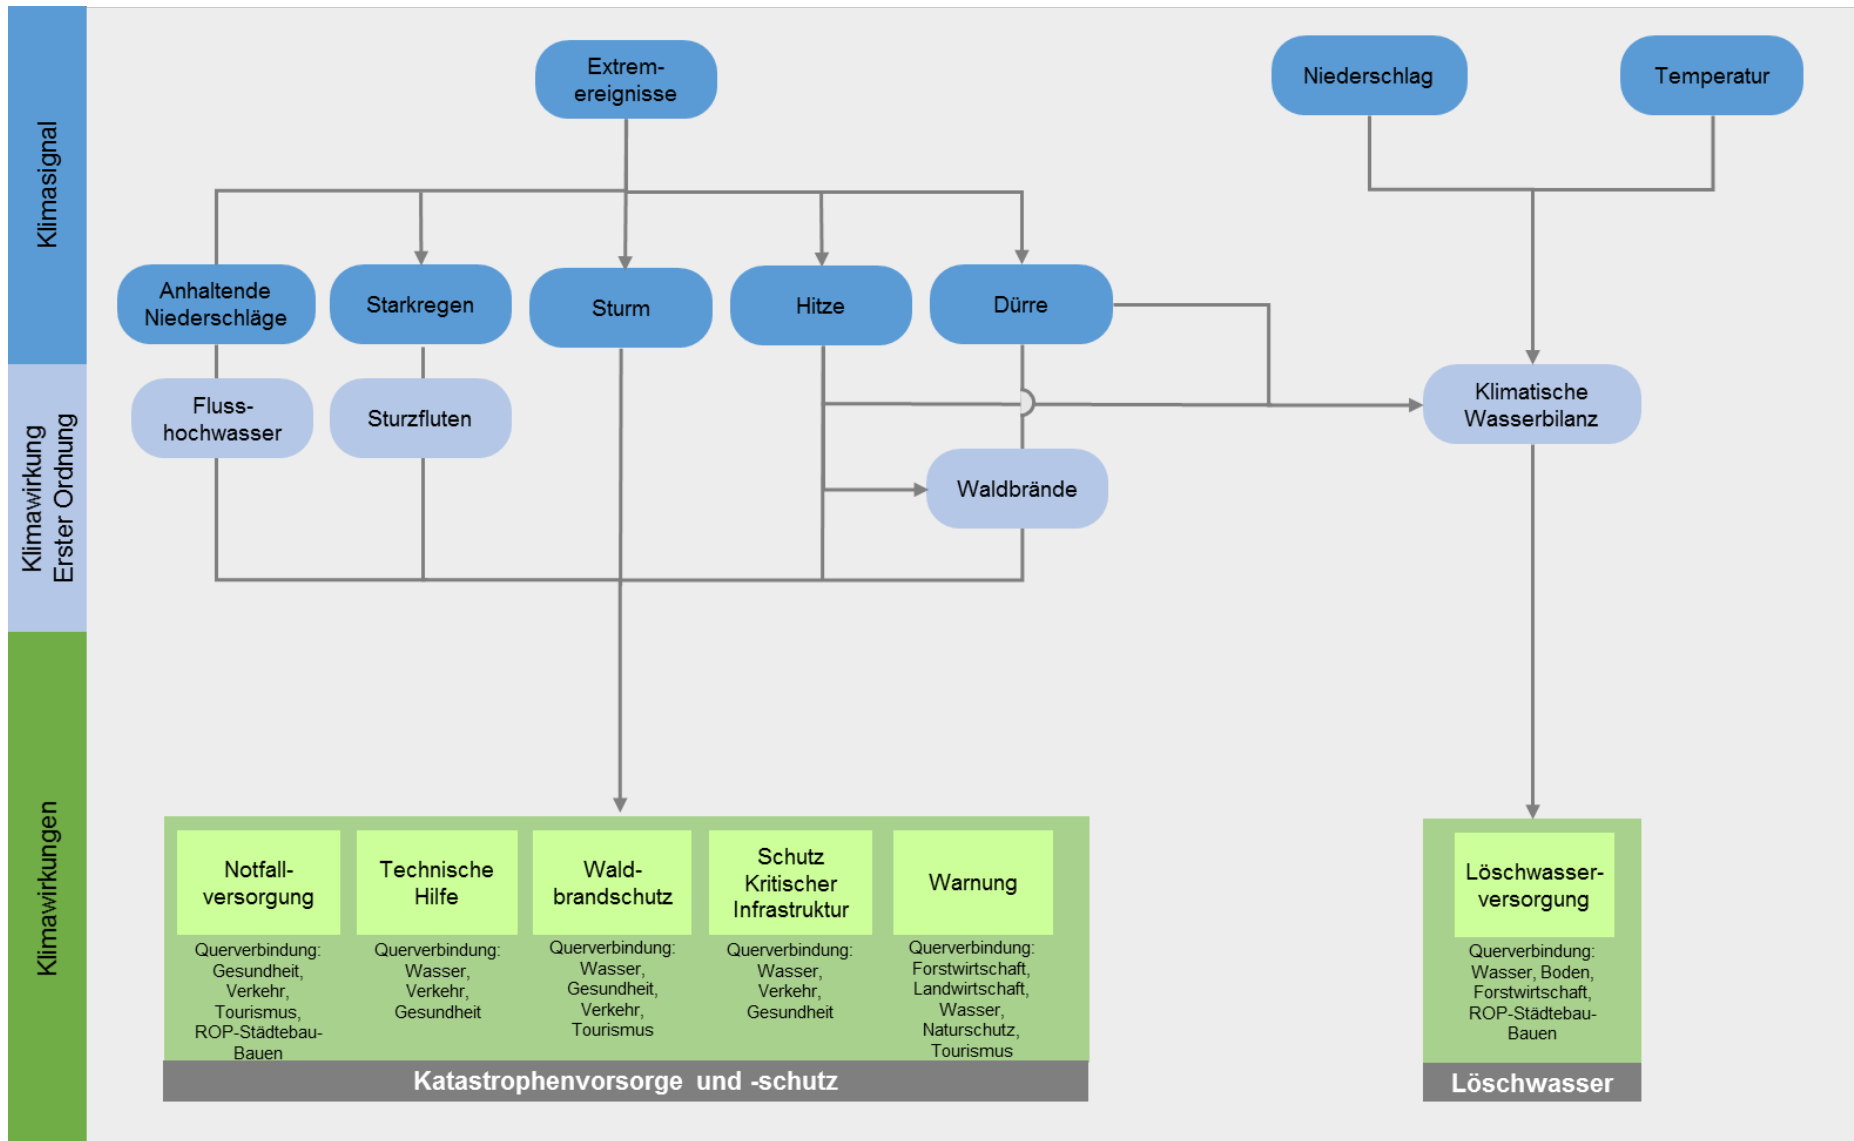 Klimasignal
Extrem-
ereignisse
Niederschlag
Temperatur
Anhaltende
Niederschläge
Starkregen
Sturm
Hitze
Dürre
Klimawirkung
Erster Ordnung
Fluss-
hochwasser
Sturzfluten
Waldbrände
Klimatische
Wasserbilanz
Klimawirkungen
Notfall-
versorgung
Querverbindung:
Gesundheit,
Verkehr,
Tourismus,
ROP-Städtebau-
Bauen
Technische
Hilfe
Querverbindung:
Wasser,
Verkehr,
Gesundheit
Wald-
brandschutz
Querverbindung:
Wasser,
Gesundheit,
Verkehr,
Tourismus
Schutz
Kritischer
Infrastruktur
Querverbindung:
Wasser,
Verkehr,
Gesundheit
Warnung
Querverbindung:
Forstwirtschaft,
Landwirtschaft,
Wasser,
Naturschutz,
Tourismus
Katastrophenvorsorge und -schutz
Löschwasser-
versorgung
Querverbindung:
Wasser, Boden,
Forstwirtschaft,
ROP-Städtebau-
Bauen
Löschwasser